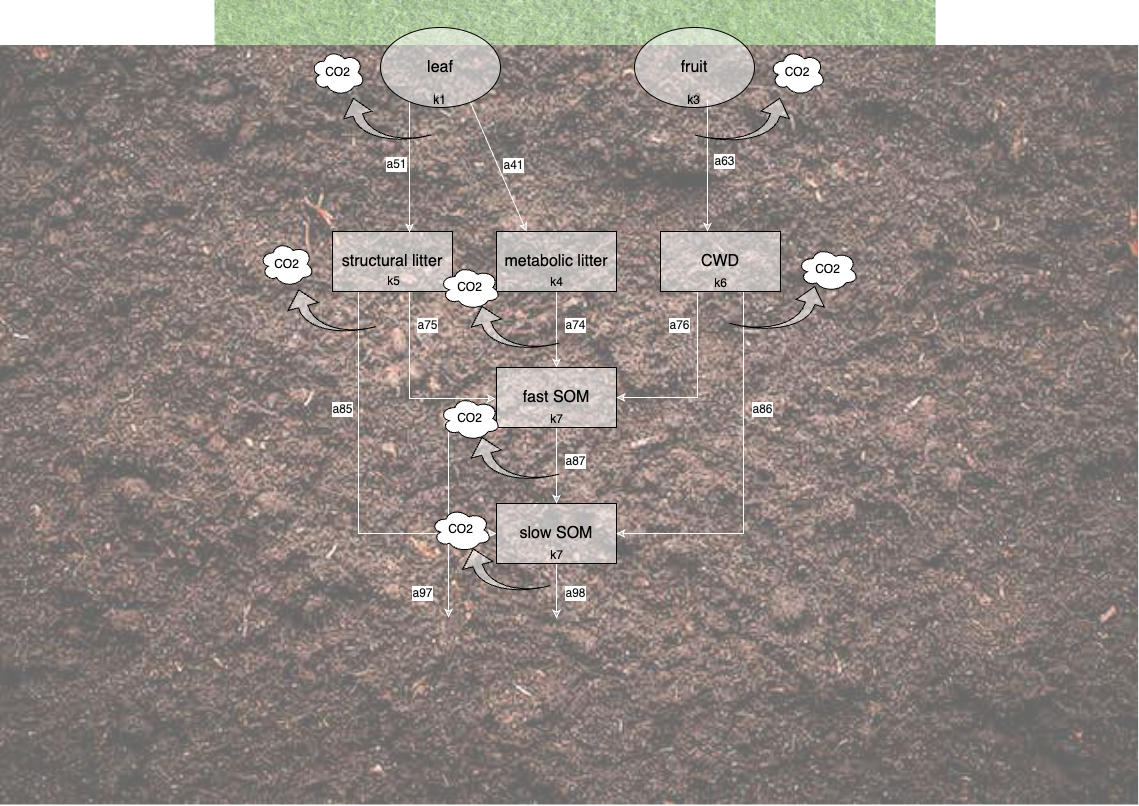 leaf
fruit
CO2
CO2
k1
k3
a51
a41
a63
structural litter
metabolic litter
CWD
CO2
CO2
k5
CO2
k4
k6
a75
a74
a76
fast SOM
a85
CO2
k7
a86
a87
CO2
slow SOM
k7
a97
a98